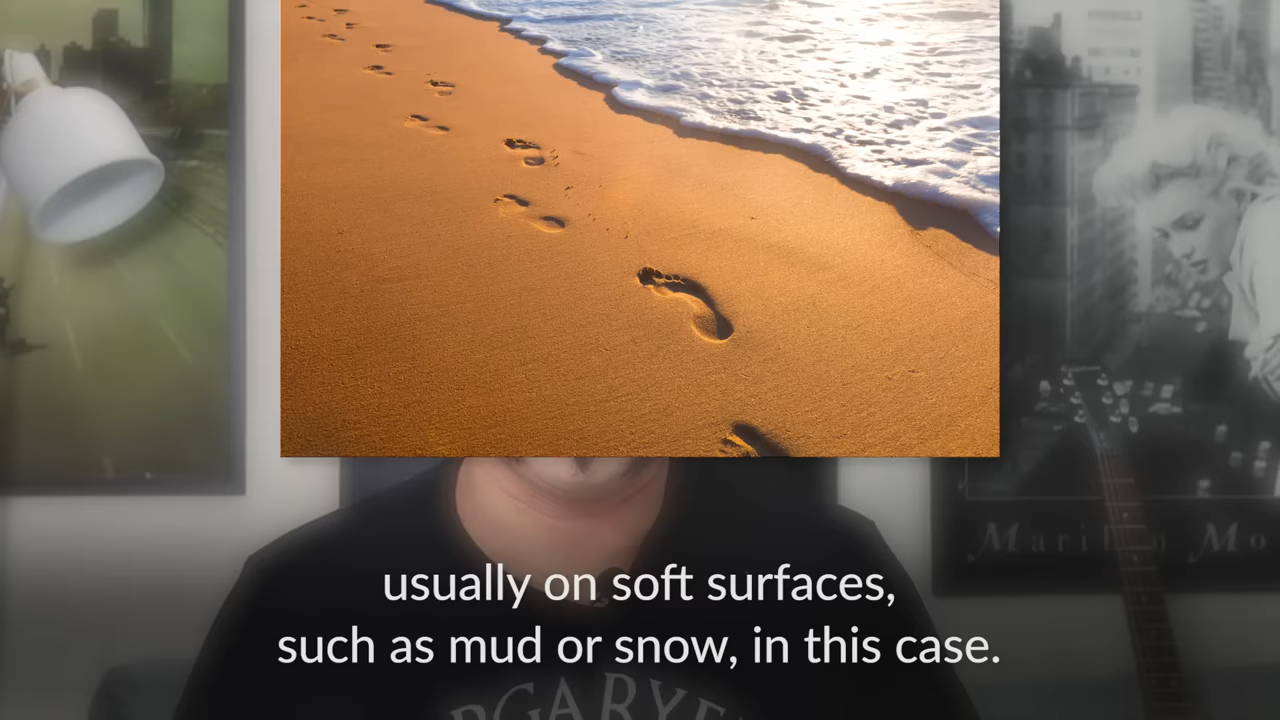 usually on soft surfaces,
such as mud or snow, in this case.